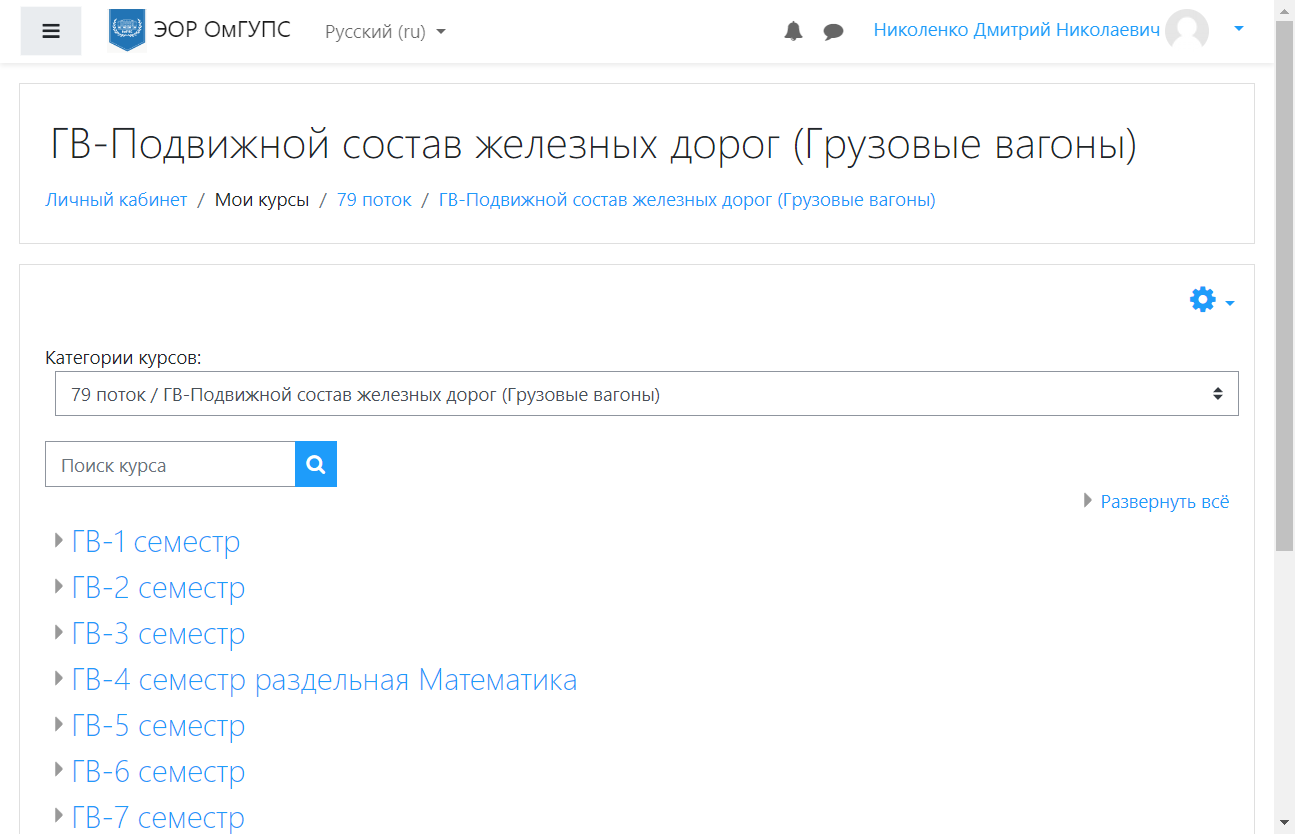 ЭОР ОмГУПС Русский (ru) Николенко Дмитрий Николаевич
ГВ-Подвижной состав железных дорог (Грузовые вагоны)
Личный кабинет / Мои курсы / 79 поток / ГВ-Подвижной состав железных дорог (Грузовые вагоны)
Категории курсов:
79 поток / ГВ-Подвижной состав железных дорог (Грузовые вагоны)
Поиск курса
Развернуть всё
ГВ-1 семестр
ГВ-2 семестр
ГВ-3 семестр
ГВ-4 семестр раздельная Математика
ГВ-5 семестр
ГВ-6 семестр
ГВ-7 семестр